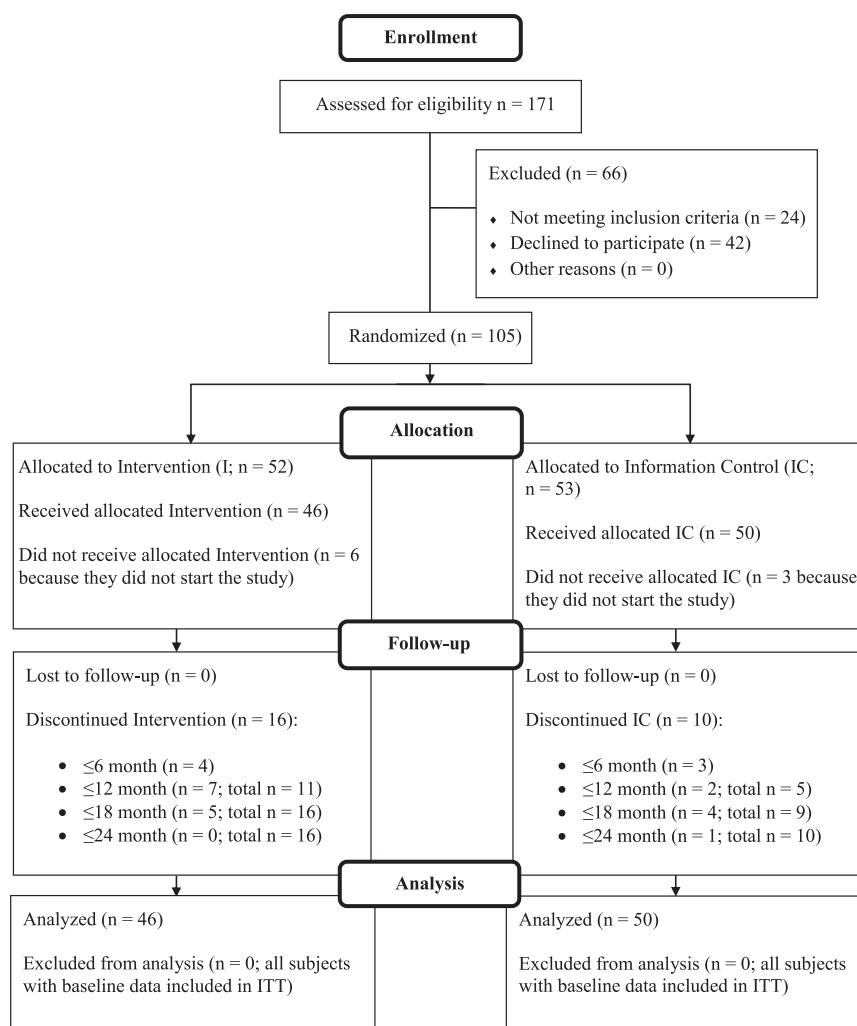 Enrollment
Assessed for eligibility n = 171
Excluded (n = 66)
⬧ Not meeting inclusion criteria (n = 24)
⬧ Declined to participate (n = 42)
⬧ Other reasons (n = 0)
Randomized (n = 105)
Allocation
Allocated to Intervention (I; n = 52)
Received allocated Intervention (n = 46)
Did not receive allocated Intervention (n = 6
because they did not start the study)
Allocated to Information Control (IC;
n = 53)
Received allocated IC (n = 50)
Did not receive allocated IC (n = 3 because
they did not start the study)
Follow-up
Lost to follow-up (n = 0)
Discontinued Intervention (n = 16):
• ≤6 month (n = 4)
• ≤12 month (n = 7; total n = 11)
• ≤18 month (n = 5; total n = 16)
• ≤24 month (n = 0; total n = 16)
Lost to follow-up (n = 0)
Discontinued IC (n = 10):
• ≤6 month (n = 3)
• ≤12 month (n = 2; total n = 5)
• ≤18 month (n = 4; total n = 9)
• ≤24 month (n = 1; total n = 10)
Analysis
Analyzed (n = 46)
Excluded from analysis (n = 0; all subjects
with baseline data included in ITT)
Analyzed (n = 50)
Excluded from analysis (n = 0; all subjects
with baseline data included in ITT)